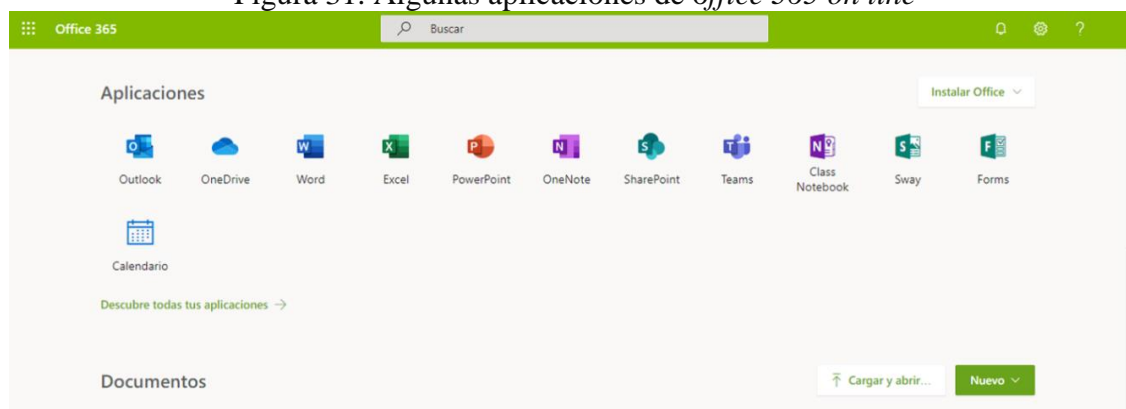 Figura 31. Algunas aplicaciones de office 365 on line
Office 365
Buscar
?
Aplicaciones
Instalar Office
Outlook OneDrive Word Excel PowerPoint OneNote SharePoint Teams Class Notebook Sway Forms
Calendario
Descubre todas tus aplicaciones →
Documentos
Cargar y abrir...
Nuevo